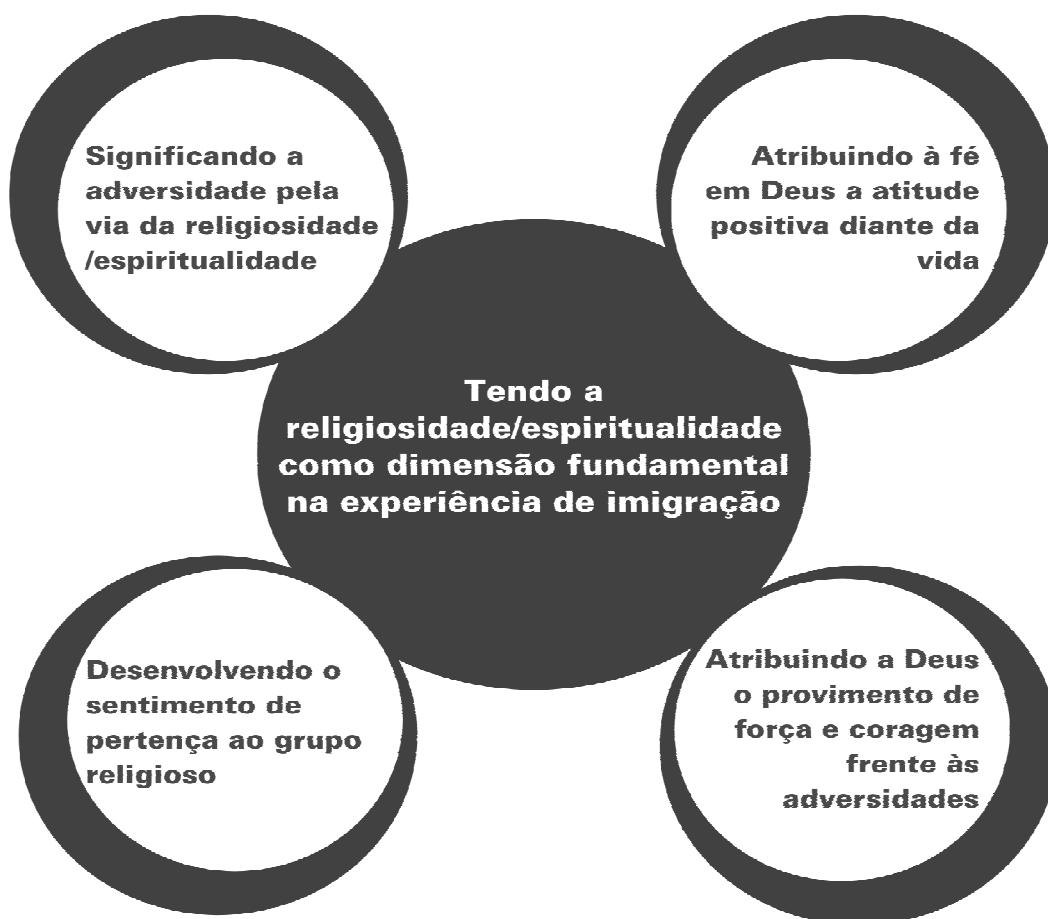 Significando a
adversidade pela
via da religiosidade
/espiritualidade
Atribuindo à fé
em Deus a atitude
positiva diante da
vida
Tendo a
religiosidade/espiritualidade
como dimensão fundamental
na experiência de imigração
Desenvolvendo o
sentimento de
pertença ao grupo
religioso
Atribuindo a Deus
o provimento de
força e coragem
frente às
adversidades